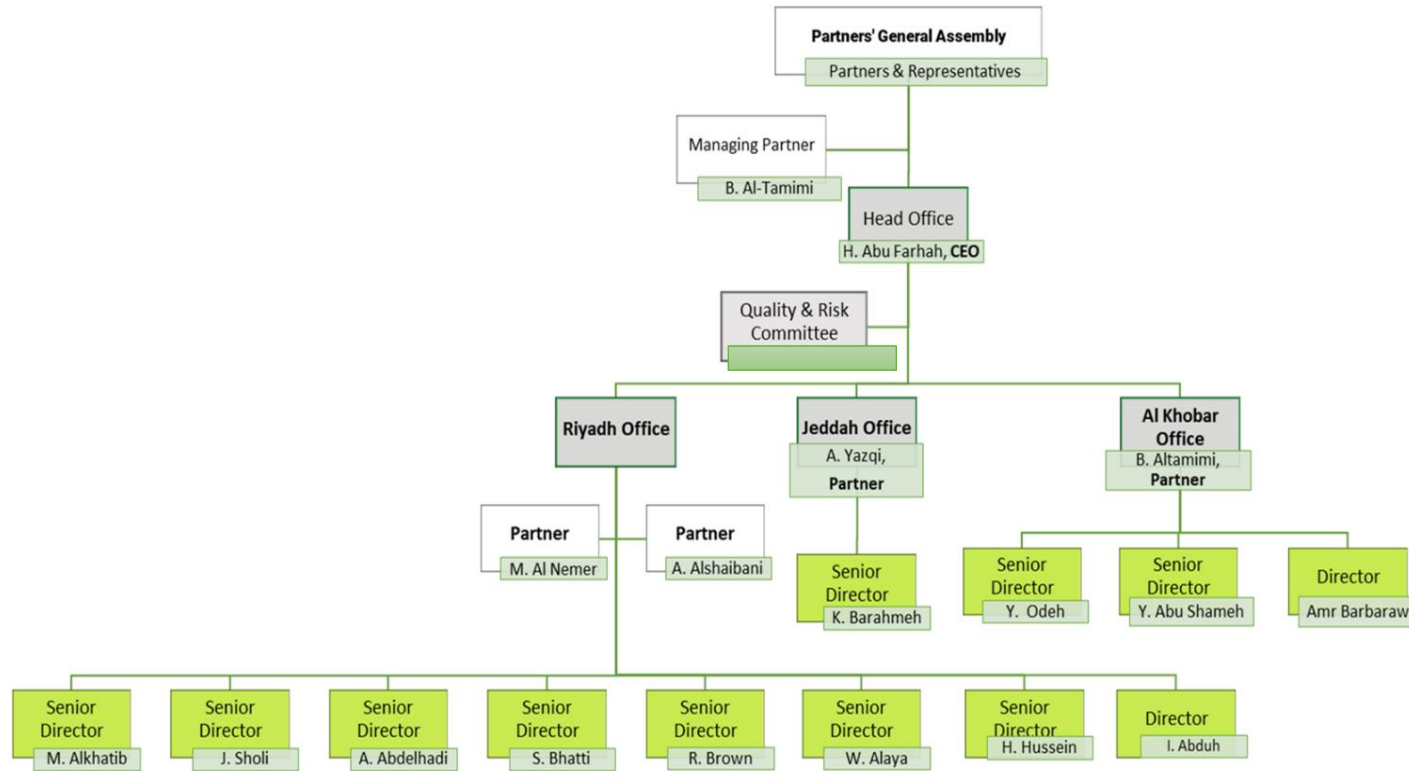 Partners' General Assembly
Partners & Representatives
Managing Partner
B. Al-Tamimi
Head Office
H. Abu Farhah, CEO
Quality & Risk
Committee
Riyadh Office
Jeddah Office
A. Yazqi,
Partner
Al Khobar
Office
B. Altamimi,
Partner
Partner
M. Al Nemer
Partner
A. Alshaibani
Senior
Director
K. Barahmeh
Senior
Director
Y. Odeh
Senior
Director
Y. Abu Shameh
Director
Amr Barbaraw
Senior
Director
M. Alkhatib
Senior
Director
J. Sholi
Senior
Director
A. Abdelhadi
Senior
Director
S. Bhatti
Senior
Director
R. Brown
Senior
Director
W. Alaya
Senior
Director
H. Hussein
Director
I. Abduh